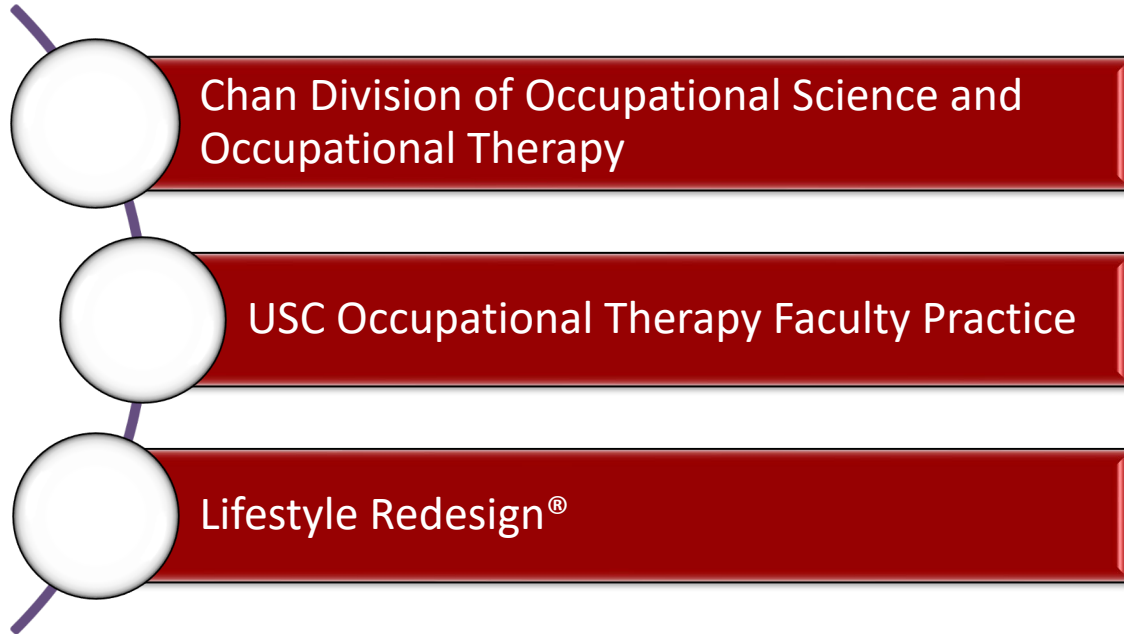 Chan Division of Occupational Science and
Occupational Therapy
USC Occupational Therapy Faculty Practice
Lifestyle Redesign®